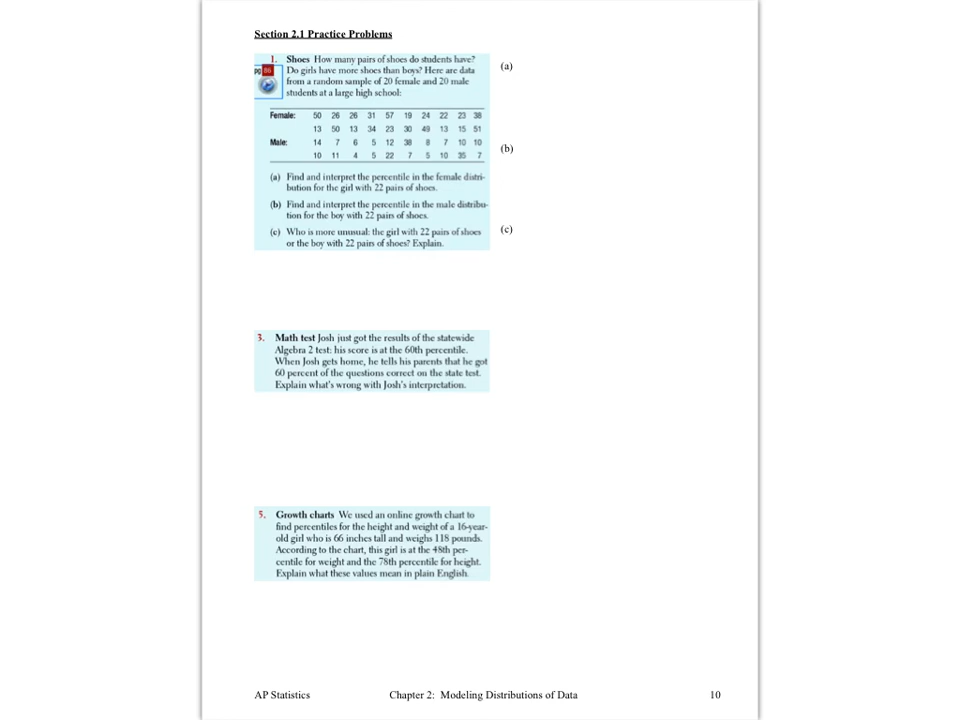 Section 2.1 Practice Problems
1. Shoes How many pairs of shoes do students have?
pg 86 Do girls have more shoes than boys? Here are data
from a random sample of 20 female and 20 male
students at a large high school:
Female: 50 26 26 31 57 19 24 22 23 38
13 50 13 34 23 30 49 13 15 51
Male: 14 7 6 5 12 38 8 7 10 10
10 11 4 5 22 7 5 10 35 7
(a) Find and interpret the percentile in the female distri-
bution for the girl with 22 pairs of shoes.
(b) Find and interpret the percentile in the male distribu-
tion for the boy with 22 pairs of shoes.
(c) Who is more unusual: the girl with 22 pairs of shoes
or the boy with 22 pairs of shoes? Explain.
(a)
(b)
(c)
3. Math test Josh just got the results of the statewide
Algebra 2 test: his score is at the 60th percentile.
When Josh gets home, he tells his parents that he got
60 percent of the questions correct on the state test.
Explain what's wrong with Josh's interpretation.
5. Growth charts We used an online growth chart to
find percentiles for the height and weight of a 16-year-
old girl who is 66 inches tall and weighs 118 pounds.
According to the chart, this girl is at the 48th per-
centile for weight and the 78th percentile for height.
Explain what these values mean in plain English.
AP Statistics Chapter 2: Modeling Distributions of Data 10